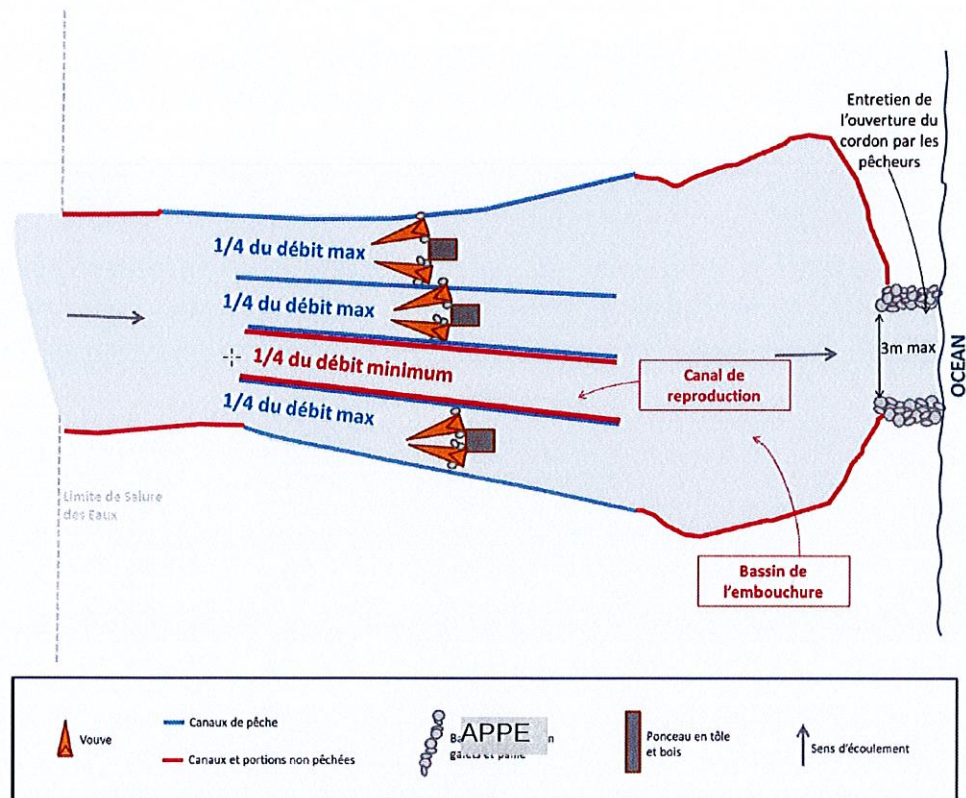 Entretien de
l'ouverture du
cordon par les
pêcheurs
1/4 du débit max
1/4 du débit max
1/4 du débit minimum
1/4 du débit max
3m max
OCEAN
Canal de
reproduction
Limite de Salure
des Eaux
Bassin de
l'embouchure
Vouve
Canaux de pêche
Canaux et portions non pêchées
APPE
Ponceau en tôle
et bois
Sens d'écoulement